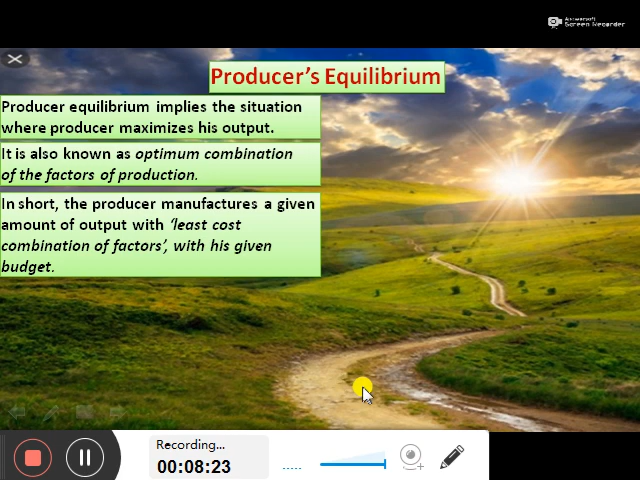 Screen Recorder
Producer's Equilibrium
Producer equilibrium implies the situation
where producer maximizes his output.
It is also known as optimum combination
of the factors of production.
In short, the producer manufactures a given
amount of output with ‘least cost
combination of factors’, with his given
budget.
Recording...
00:08:23